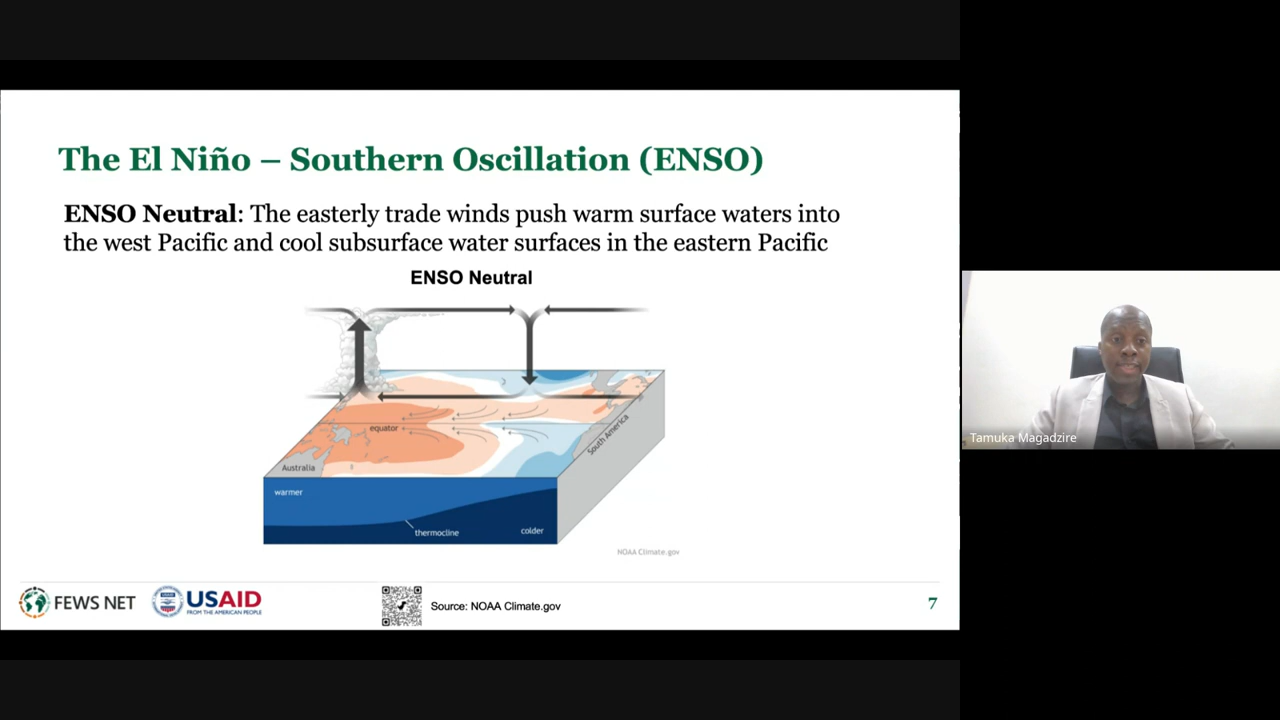 The El Niño – Southern Oscillation (ENSO)
ENSO Neutral: The easterly trade winds push warm surface waters into
the west Pacific and cool subsurface water surfaces in the eastern Pacific
ENSO Neutral
equator
South America
Australia
warmer
thermocline
colder
NOAA Climate.gov
FEWS NET
USAID
FROM THE AMERICAN PEOPLE
Source: NOAA Climate.gov
7
Tamuka Magadzire